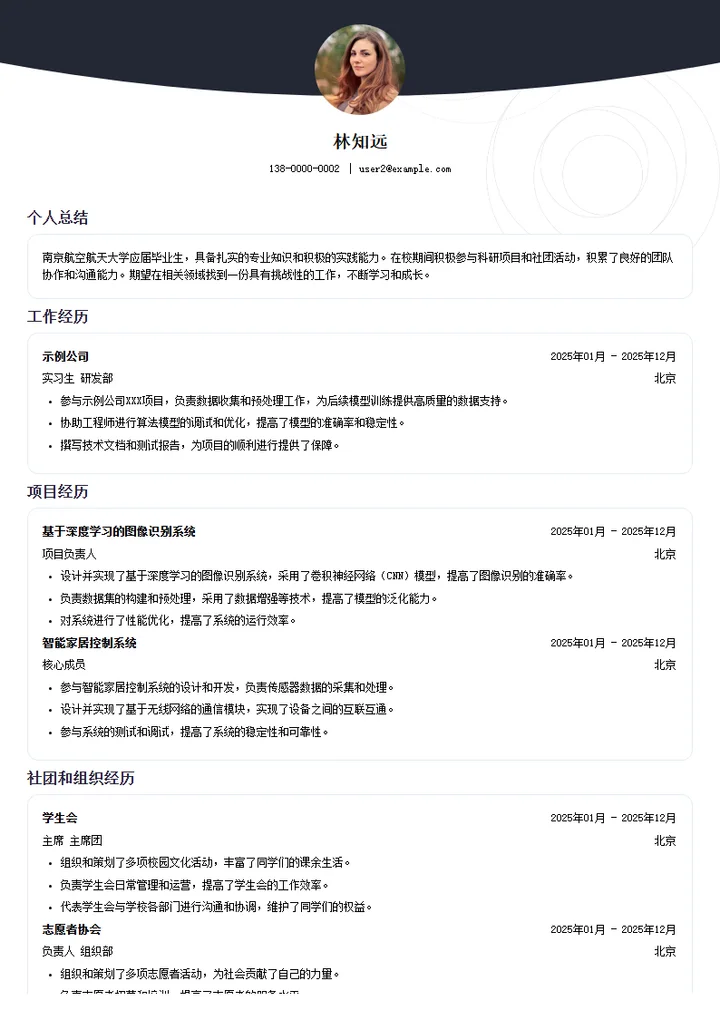 林知远
138-0000-0002 | user2@example.com
个人总结
南京航空航天大学应届毕业生，具备扎实的专业知识和积极的实践能力。在校期间积极参与科研项目和社团活动，积累了良好的团队
协作和沟通能力。期望在相关领域找到一份具有挑战性的工作，不断学习和成长。
工作经历
示例公司 2025年01月 - 2025年12月
实习生 研发部 北京
• 参与示例公司XXX项目，负责数据收集和预处理工作，为后续模型训练提供高质量的数据支持。
• 协助工程师进行算法模型的调试和优化，提高了模型的准确率和稳定性。
• 撰写技术文档和测试报告，为项目的顺利进行提供了保障。
项目经历
基于深度学习的图像识别系统 2025年01月 - 2025年12月
项目负责人 北京
• 设计并实现了基于深度学习的图像识别系统，采用了卷积神经网络（CNN）模型，提高了图像识别的准确率。
• 负责数据集的构建和预处理，采用了数据增强等技术，提高了模型的泛化能力。
• 对系统进行了性能优化，提高了系统的运行效率。
智能家居控制系统 2025年01月 - 2025年12月
核心成员 北京
• 参与智能家居控制系统的设计和开发，负责传感器数据的采集和处理。
• 设计并实现了基于无线网络的通信模块，实现了设备之间的互联互通。
• 参与系统的测试和调试，提高了系统的稳定性和可靠性。
社团和组织经历
学生会 2025年01月 - 2025年12月
主席 主席团 北京
• 组织和策划了多项校园文化活动，丰富了同学们的课余生活。
• 负责学生会日常管理和运营，提高了学生会的工作效率。
• 代表学生会与学校各部门进行沟通和协调，维护了同学们的权益。
志愿者协会 2025年01月 - 2025年12月
负责人 组织部 北京
• 组织和策划了多项志愿者活动，为社会贡献了自己的力量。